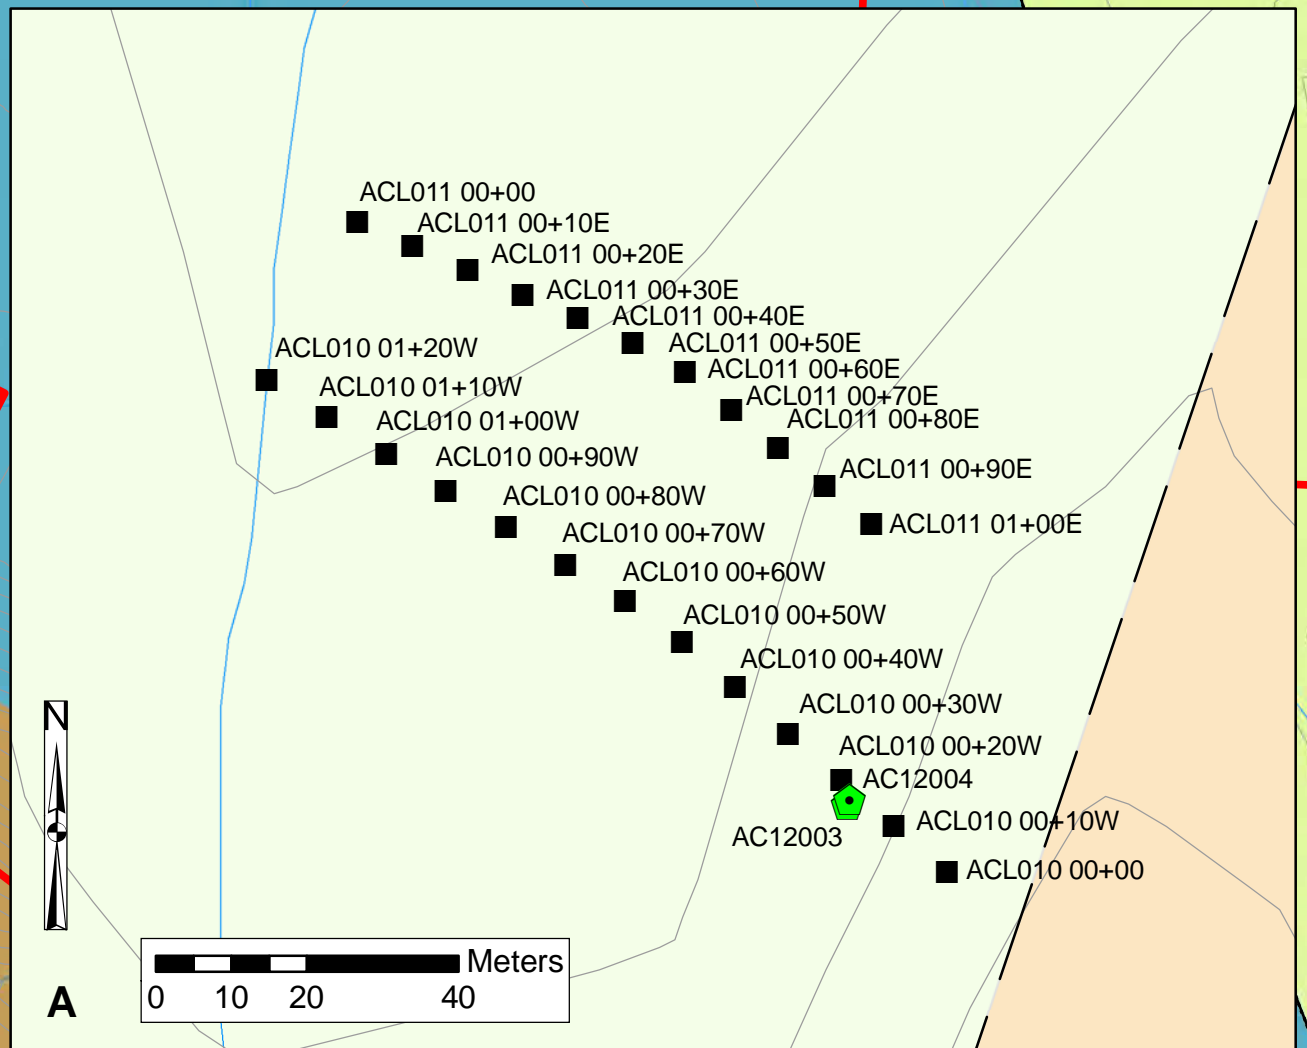 ACL011 00+00
ACL011 00+10E
ACL011 00+20E
ACL011 00+30E
ACL011 00+40E
ACL011 00+50E
ACL010 01+20W
ACL011 00+60E
ACL010 01+10W
ACL011 00+70E
ACL010 01+00W
ACL011 00+80E
ACL010 00+90W
ACL011 00+90E
ACL010 00+80W
ACL011 01+00E
ACL010 00+70W
ACL010 00+60W
ACL010 00+50W
ACL010 00+40W
ACL010 00+30W
N
ACL010 00+20W
AC12004
ACL010 00+10W
AC12003
ACL010 00+00
Meters
0 10 20 40
A